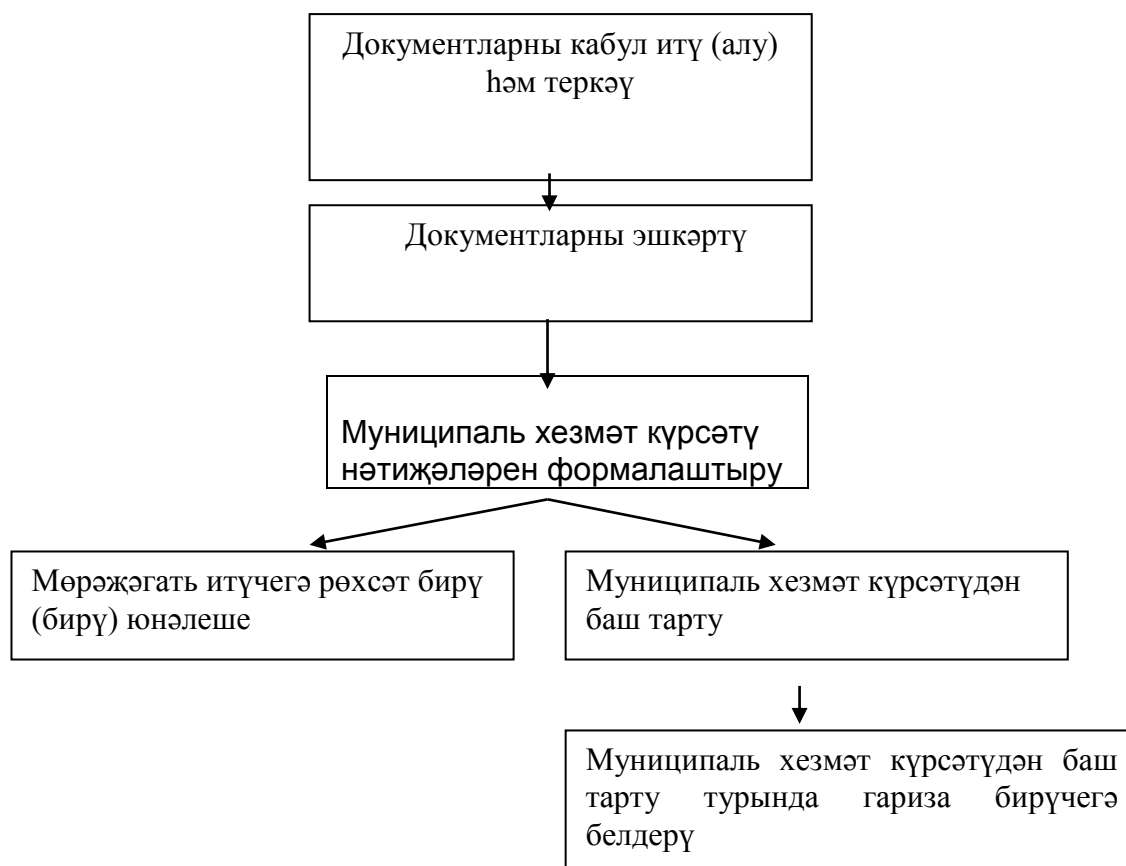 Документларны кабул итү (алу)
һәм теркәү
Документларны эшкәртү
Муниципаль хезмәт күрсәтү
нәтиҗәләрен формалаштыру
Мөрәҗәгать итүчегә рөхсәт бирү
(бирү) юнәлеше
Муниципаль хезмәт күрсәтүдән
баш тарту
Муниципаль хезмәт күрсәтүдән баш
тарту турында гариза бирүчегә
белдерү